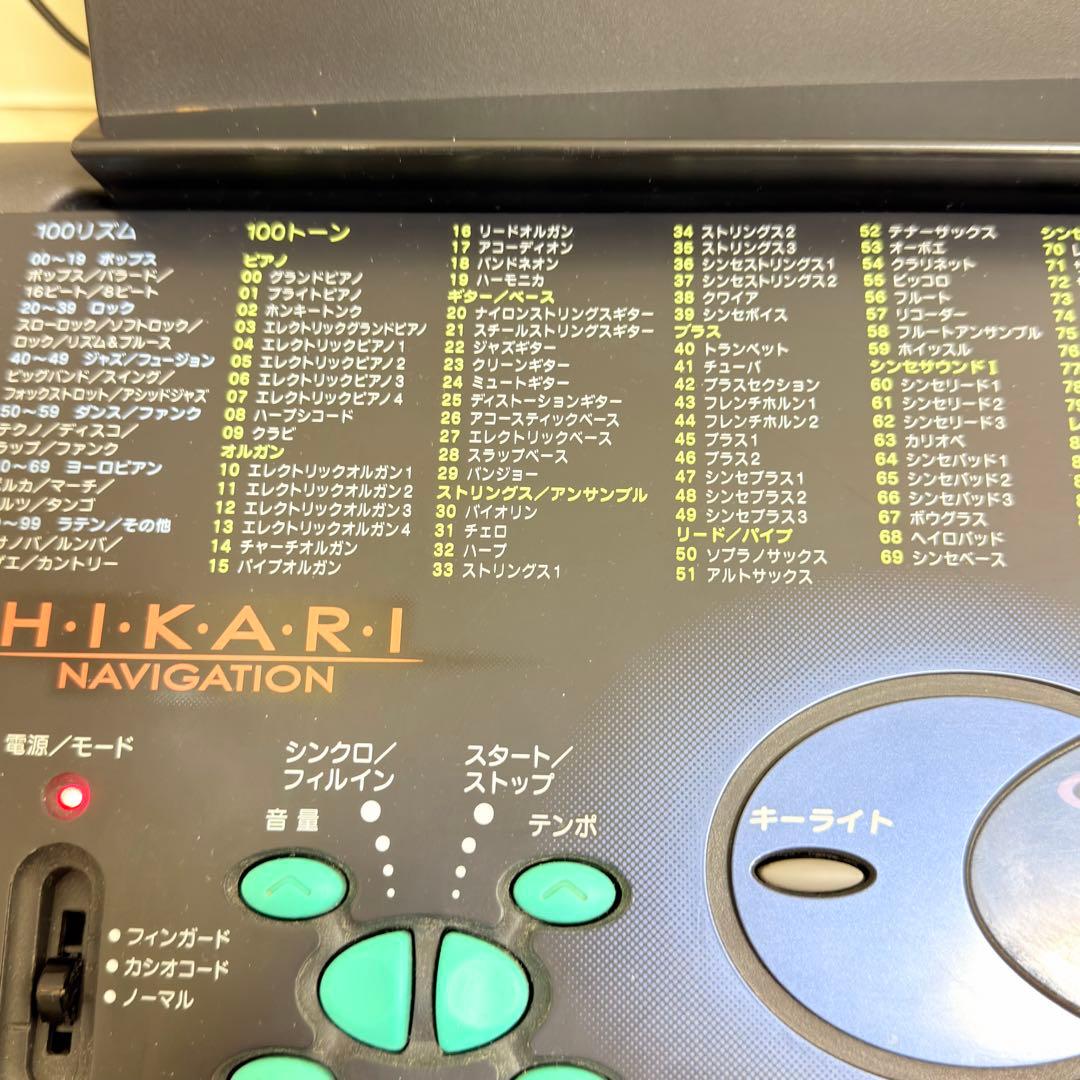 100リズム
00〜19 ポップス
ポップス／バラード／
16ビート／8ビート
20〜39 ロック
スローロック／ソフトロック／
ロック／リズム&ブルース
40〜49 ジャズ／フュージョン
ビッグバンド／スイング／
フォックストロット／アシッドジャズ
50〜59 ダンス／ファンク
テクノ／ディスコ／
ラップ／ファンク
0〜69 ヨーロピアン
ポルカ／マーチ／
ルツ／タンゴ
〜99 ラテン／その他
サノバ／ルンバ／
ゲエ／カントリー
100トーン
ピアノ
00 グランドピアノ
01 ブライトピアノ
02 ホンキートンク
03 エレクトリックグランドピアノ
04 エレクトリックピアノ1
05 エレクトリックピアノ2
06 エレクトリックピアノ3
07 エレクトリックピアノ4
08 ハープシコード
09 クラビ
オルガン
10 エレクトリックオルガン1
11 エレクトリックオルガン2
12 エレクトリックオルガン3
13 エレクトリックオルガン4
14 チャーチオルガン
15 パイプオルガン
16 リードオルガン
17 アコーディオン
18 バンドネオン
19 ハーモニカ
ギター／ベース
20 ナイロンストリングスギター
21 スチールストリングスギター
22 ジャズギター
23 クリーンギター
24 ミュートギター
25 ディストーションギター
26 アコースティックベース
27 エレクトリックベース
28 スラップベース
29 バンジョー
ストリングス／アンサンブル
30 バイオリン
31 チェロ
32 ハープ
33 ストリングス1
34 ストリングス2
35 ストリングス3
36 シンセストリングス1
37 シンセストリングス2
38 クワイア
39 シンセボイス
ブラス
40 トランペット
41 チューバ
42 ブラスセクション
43 フレンチホルン1
44 フレンチホルン2
45 ブラス1
46 ブラス2
47 シンセブラス1
48 シンセブラス2
49 シンセブラス3
リード／パイプ
50 ソプラノサックス
51 アルトサックス
52 テナーサックス
53 オーボエ
54 クラリネット
55 ピッコロ
56 フルート
57 リコーダー
58 フルートアンサンブル
59 ホイッスル
シンセサウンドI
60 シンセリード1
61 シンセリード2
62 シンセリード3
63 カリオペ
64 シンセパッド1
65 シンセパッド2
66 シンセパッド3
67 ボウグラス
68 ヘイロパッド
69 シンセベース
シンセ
70
71
72
73
74
75
76
77
78
79
H・I・K・A・R・I
NAVIGATION
電源／モード
シンクロ／
フィルイン
スタート／
ストップ
音量
テンポ
キーライト
フィンガード
カシオコード
ノーマル